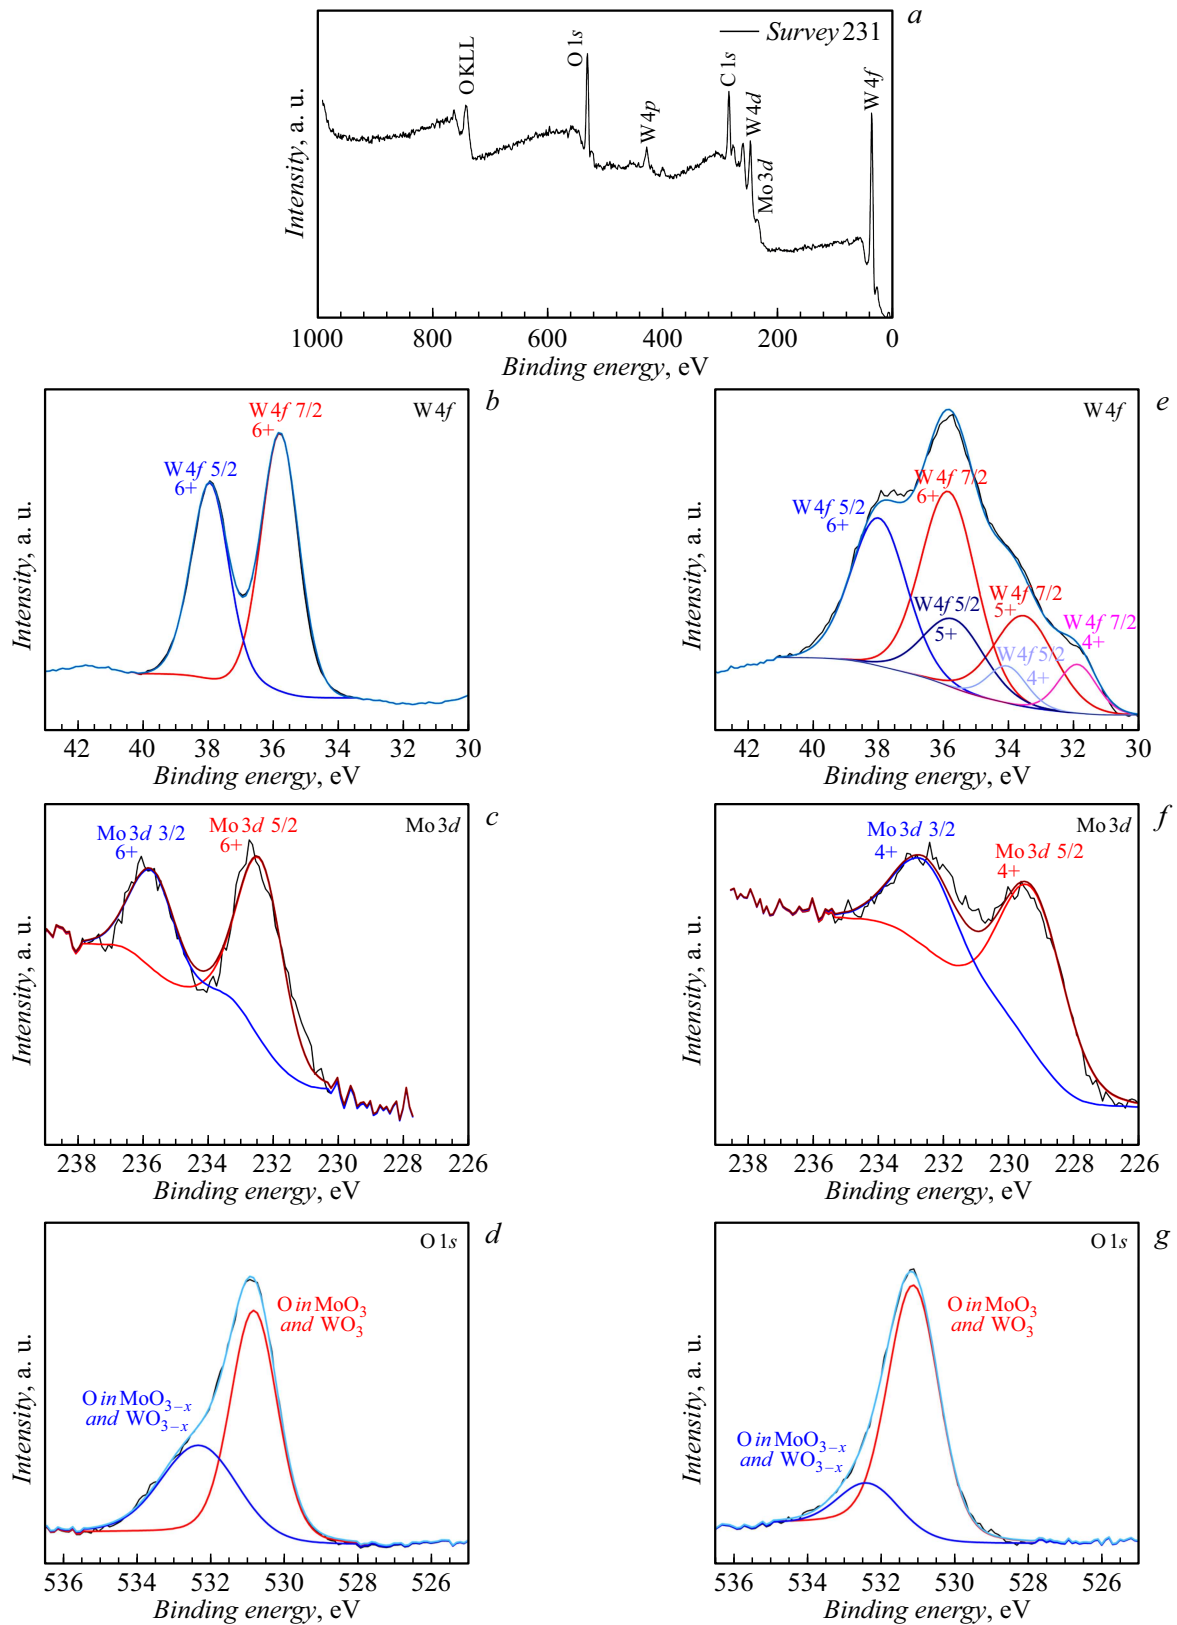 a
Survey 231
O KLL
O 1s
W 4p
C 1s
W 4d
Mo 3d
W 4f
Intensity, a. u.
1000 800 600 400 200 0
Binding energy, eV
b
W 4f
W 4f 7/2
6+
W 4f 5/2
6+
Intensity, a. u.
42 40 38 36 34 32 30
Binding energy, eV
e
W 4f
W 4f 7/2
6+
W 4f 5/2
6+
W 4f 5/2
5+
W 4f 7/2
5+
W 4f 5/2
4+
W 4f 7/2
4+
Intensity, a. u.
42 40 38 36 34 32 30
Binding energy, eV
c
Mo 3d
Mo 3d 3/2
6+
Mo 3d 5/2
6+
Intensity, a. u.
238 236 234 232 230 228 226
Binding energy, eV
f
Mo 3d
Mo 3d 3/2
4+
Mo 3d 5/2
4+
Intensity, a. u.
238 236 234 232 230 228 226
Binding energy, eV
d
O 1s
O in MoO₃
and WO₃
O in MoO₃₋ₓ
and WO₃₋ₓ
Intensity, a. u.
536 534 532 530 528 526
Binding energy, eV
g
O 1s
O in MoO₃
and WO₃
O in MoO₃₋ₓ
and WO₃₋ₓ
Intensity, a. u.
536 534 532 530 528 526
Binding energy, eV